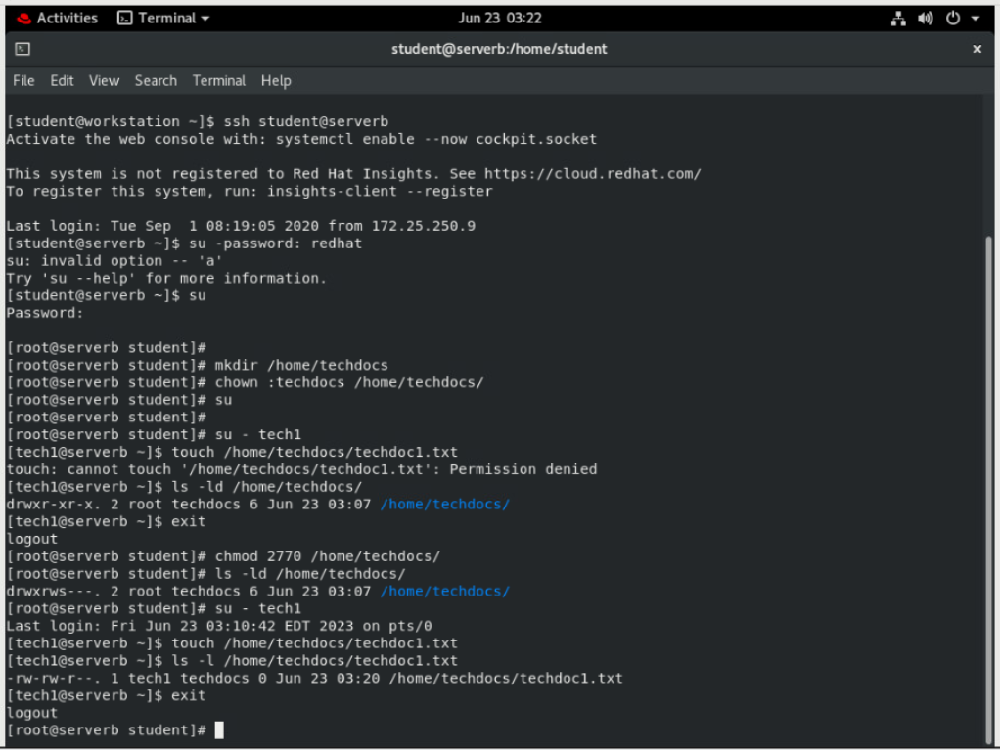 Activities Terminal Jun 23 03:22
student@serverb:/home/student ×
File Edit View Search Terminal Help
[student@workstation ~]$ ssh student@serverb
Activate the web console with: systemctl enable --now cockpit.socket
This system is not registered to Red Hat Insights. See https://cloud.redhat.com/
To register this system, run: insights-client --register
Last login: Tue Sep  1 08:19:05 2020 from 172.25.250.9
[student@serverb ~]$ su -password: redhat
su: invalid option -- 'a'
Try 'su --help' for more information.
[student@serverb ~]$ su
Password:
[root@serverb student]#
[root@serverb student]# mkdir /home/techdocs
[root@serverb student]# chown :techdocs /home/techdocs/
[root@serverb student]# su
[root@serverb student]#
[root@serverb student]# su - tech1
[tech1@serverb ~]$ touch /home/techdocs/techdoc1.txt
touch: cannot touch '/home/techdocs/techdoc1.txt': Permission denied
[tech1@serverb ~]$ ls -ld /home/techdocs/
drwxr-xr-x. 2 root techdocs 6 Jun 23 03:07 /home/techdocs/
[tech1@serverb ~]$ exit
logout
[root@serverb student]# chmod 2770 /home/techdocs/
[root@serverb student]# ls -ld /home/techdocs/
drwxrws---. 2 root techdocs 6 Jun 23 03:07 /home/techdocs/
[root@serverb student]# su - tech1
Last login: Fri Jun 23 03:10:42 EDT 2023 on pts/0
[tech1@serverb ~]$ touch /home/techdocs/techdoc1.txt
[tech1@serverb ~]$ ls -l /home/techdocs/techdoc1.txt
-rw-rw-r--. 1 tech1 techdocs 0 Jun 23 03:20 /home/techdocs/techdoc1.txt
[tech1@serverb ~]$ exit
logout
[root@serverb student]#